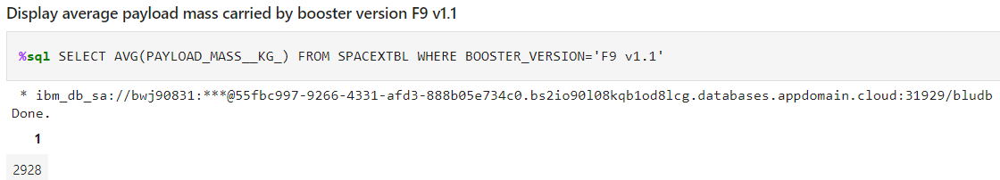 Display average payload mass carried by booster version F9 v1.1
%sql SELECT AVG(PAYLOAD_MASS__KG_) FROM SPACEXTBL WHERE BOOSTER_VERSION='F9 v1.1'
* ibm_db_sa://bwj90831:***@55fbc997-9266-4331-afd3-888b05e734c0.bs2io90l08kqb1od8lcg.databases.appdomain.cloud:31929/bludb
Done.
1
2928